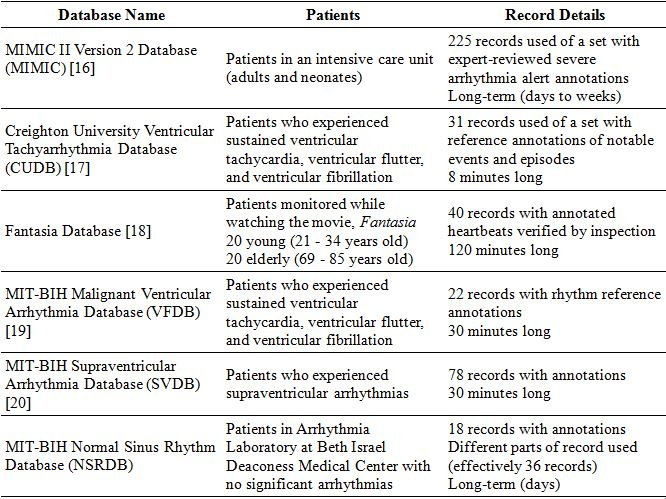 Database Name
Patients
Record Details
MIMIC II Version 2 Database
(MIMIC) [16]
Patients in an intensive care unit
(adults and neonates)
225 records used of a set with
expert-reviewed severe
arrhythmia alert annotations
Long-term (days to weeks)
Creighton University Ventricular
Tachyarrhythmia Database
(CUDB) [17]
Patients who experienced
sustained ventricular
tachycardia, ventricular flutter,
and ventricular fibrillation
31 records used of a set with
reference annotations of notable
events and episodes
8 minutes long
Fantasia Database [18]
Patients monitored while
watching the movie, Fantasia
20 young (21 - 34 years old)
20 elderly (69 - 85 years old)
40 records with annotated
heartbeats verified by inspection
120 minutes long
MIT-BIH Malignant Ventricular
Arrhythmia Database (VFDB)
[19]
Patients who experienced
sustained ventricular
tachycardia, ventricular flutter,
and ventricular fibrillation
22 records with rhythm reference
annotations
30 minutes long
MIT-BIH Supraventricular
Arrhythmia Database (SVDB)
[20]
Patients who experienced
supraventricular arrhythmias
78 records with annotations
30 minutes long
MIT-BIH Normal Sinus Rhythm
Database (NSRDB)
Patients in Arrhythmia
Laboratory at Beth Israel
Deaconess Medical Center with
no significant arrhythmias
18 records with annotations
Different parts of record used
(effectively 36 records)
Long-term (days)